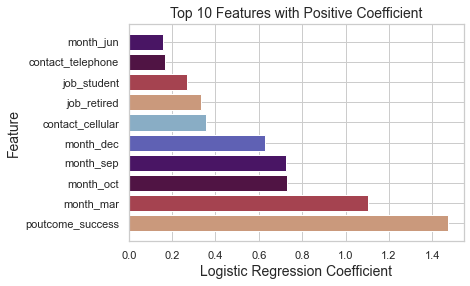 Top 10 Features with Positive Coefficient
Feature
month_jun
contact_telephone
job_student
job_retired
contact_cellular
month_dec
month_sep
month_oct
month_mar
poutcome_success
0.0 0.2 0.4 0.6 0.8 1.0 1.2 1.4
Logistic Regression Coefficient